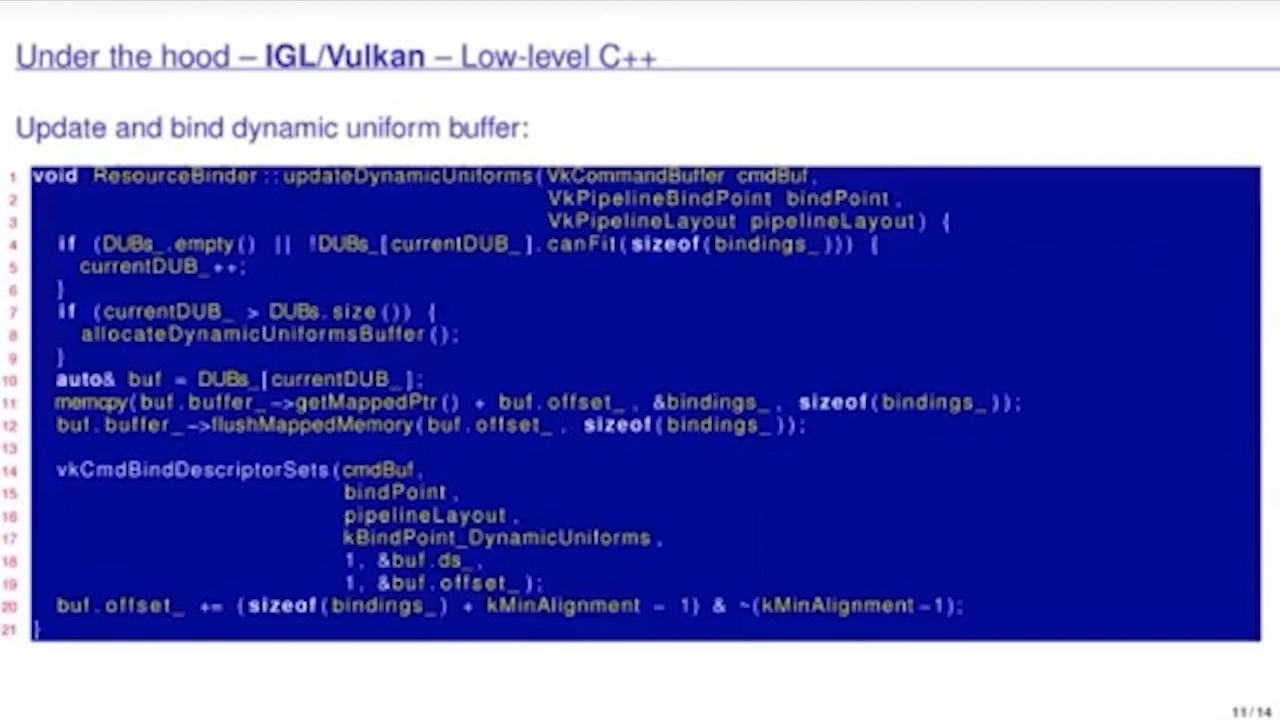 Under the hood – IGL/Vulkan – Low-level C++
Update and bind dynamic uniform buffer:
1 void ResourceBinder::updateDynamicUniforms(VkCommandBuffer cmdBuf,
2 VkPipelineBindPoint bindPoint,
3 VkPipelineLayout pipelineLayout) {
4 if (DUBs_.empty() || !DUBs_[currentDUB_].canFit(sizeof(bindings_))) {
5 currentDUB_++;
6 }
7 if (currentDUB_ > DUBs.size()) {
8 allocateDynamicUniformsBuffer();
9 }
10 auto& buf = DUBs_[currentDUB_];
11 memcpy(buf.buffer_->getMappedPtr() + buf.offset_, &bindings_, sizeof(bindings_));
12 buf.buffer_->flushMappedMemory(buf.offset_, sizeof(bindings_));
13
14 vkCmdBindDescriptorSets(cmdBuf,
15 bindPoint,
16 pipelineLayout,
17 kBindPoint_DynamicUniforms,
18 1, &buf.ds_,
19 1, &buf.offset_);
20 buf.offset_ += (sizeof(bindings_) + kMinAlignment - 1) & ~(kMinAlignment-1);
21 }
11/14